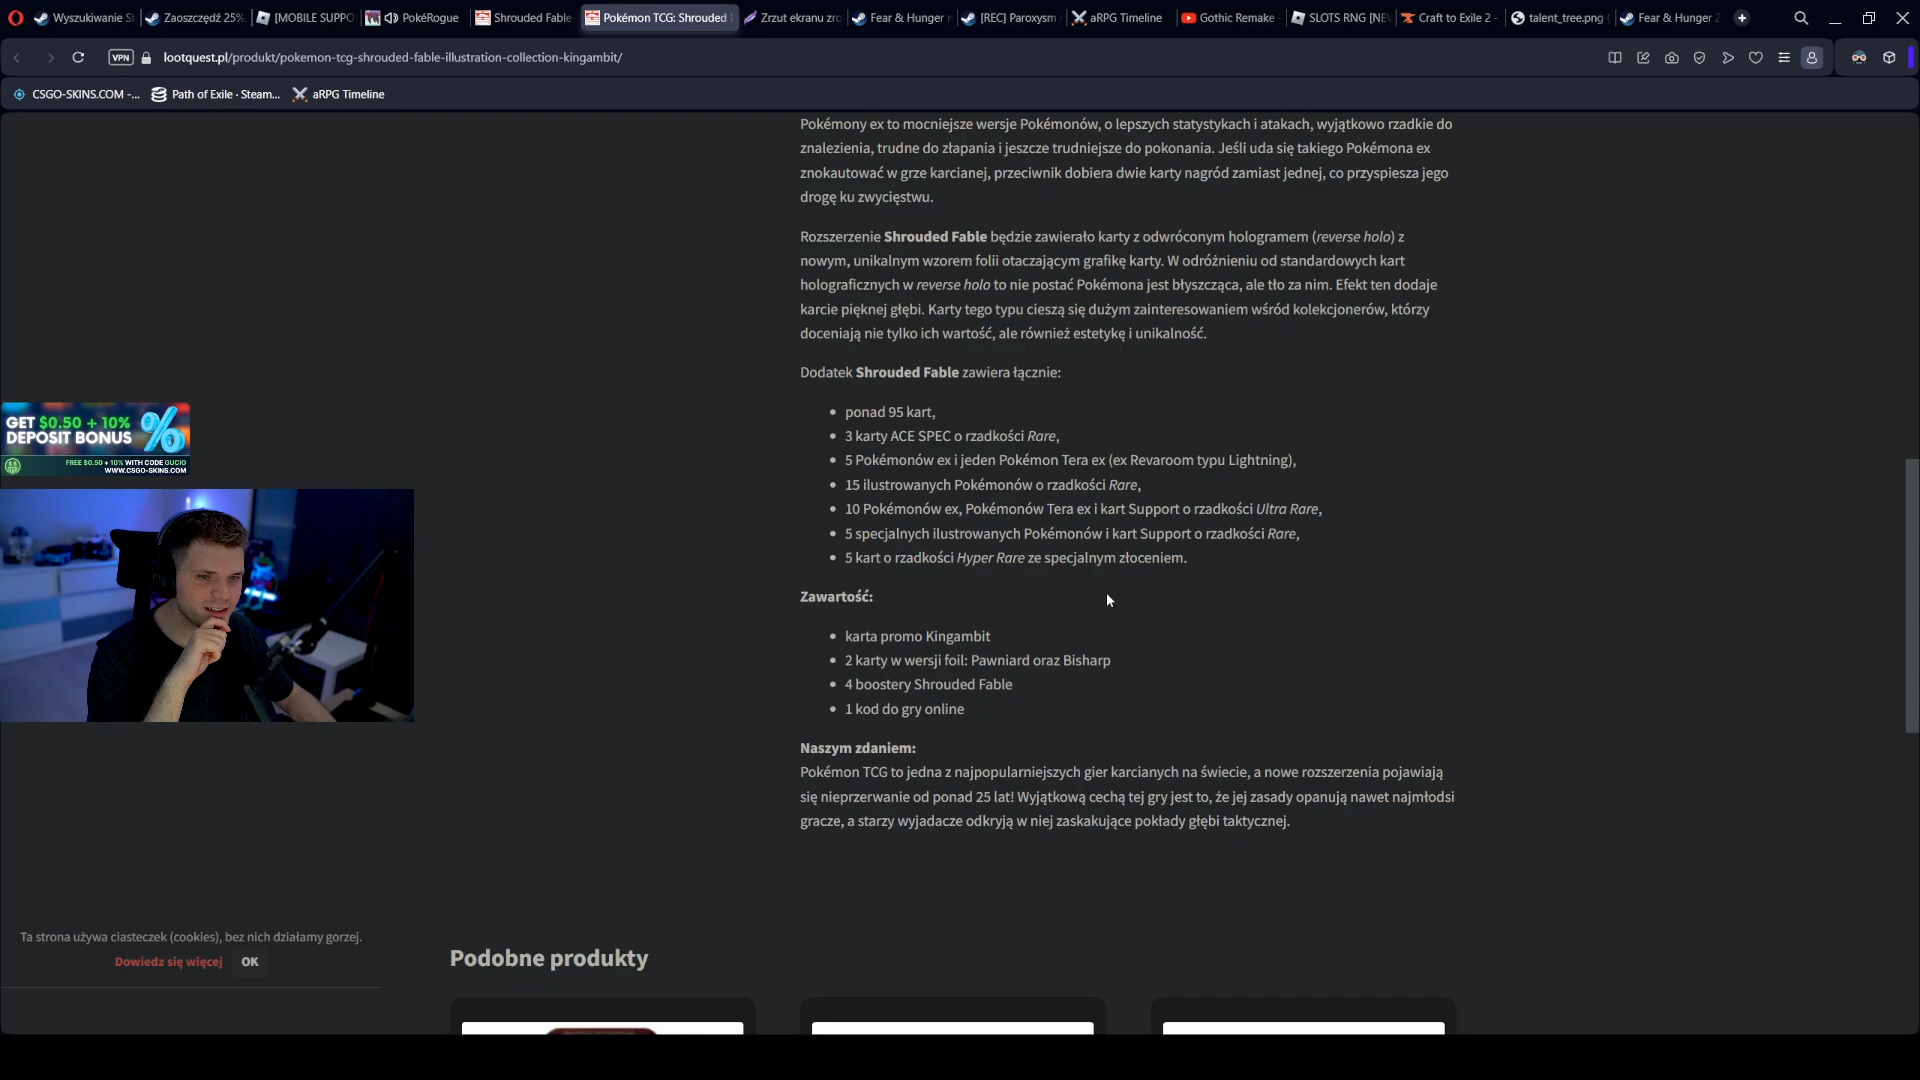 Wyszukiwanie S
Zaoszczędź 25%
[MOBILE SUPPO
PokéRogue
Shrouded Fable
Pokémon TCG: Shrouded F
Zrzut ekranu zro
Fear & Hunger n
[REC] Paroxysm
aRPG Timeline
Gothic Remake
SLOTS RNG [NE
Craft to Exile 2 -
talent_tree.png
Fear & Hunger 2
VPN
lootquest.pl/produkt/pokemon-tcg-shrouded-fable-illustration-collection-kingambit/
CSGO-SKINS.COM -...
Path of Exile · Steam...
aRPG Timeline
Pokémony ex to mocniejsze wersje Pokémonów, o lepszych statystykach i atakach, wyjątkowo rzadkie do
znalezienia, trudne do złapania i jeszcze trudniejsze do pokonania. Jeśli uda się takiego Pokémona ex
znokautować w grze karcianej, przeciwnik dobiera dwie karty nagród zamiast jednej, co przyspiesza jego
drogę ku zwycięstwu.
Rozszerzenie Shrouded Fable będzie zawierało karty z odwróconym hologramem (reverse holo) z
nowym, unikalnym wzorem folii otaczającym grafikę karty. W odróżnieniu od standardowych kart
holograficznych w reverse holo to nie postać Pokémona jest błyszcząca, ale tło za nim. Efekt ten dodaje
karcie pięknej głębi. Karty tego typu cieszą się dużym zainteresowaniem wśród kolekcjonerów, którzy
doceniają nie tylko ich wartość, ale również estetykę i unikalność.
Dodatek Shrouded Fable zawiera łącznie:
ponad 95 kart,
3 karty ACE SPEC o rzadkości Rare,
5 Pokémonów ex i jeden Pokémon Tera ex (ex Revaroom typu Lightning),
15 ilustrowanych Pokémonów o rzadkości Rare,
10 Pokémonów ex, Pokémonów Tera ex i kart Support o rzadkości Ultra Rare,
5 specjalnych ilustrowanych Pokémonów i kart Support o rzadkości Rare,
5 kart o rzadkości Hyper Rare ze specjalnym złoceniem.
GET $0.50 + 10%
DEPOSIT BONUS
%
FREE $0.50 + 10% WITH CODE GUCIO
WWW.CSGO-SKINS.COM
Zawartość:
karta promo Kingambit
2 karty w wersji foil: Pawniard oraz Bisharp
4 boostery Shrouded Fable
1 kod do gry online
Naszym zdaniem:
Pokémon TCG to jedna z najpopularniejszych gier karcianych na świecie, a nowe rozszerzenia pojawiają
się nieprzerwanie od ponad 25 lat! Wyjątkową cechą tej gry jest to, że jej zasady opanują nawet najmłodsi
gracze, a starzy wyjadacze odkryją w niej zaskakujące pokłady głębi taktycznej.
Ta strona używa ciasteczek (cookies), bez nich działamy gorzej.
Dowiedz się więcej
OK
Podobne produkty